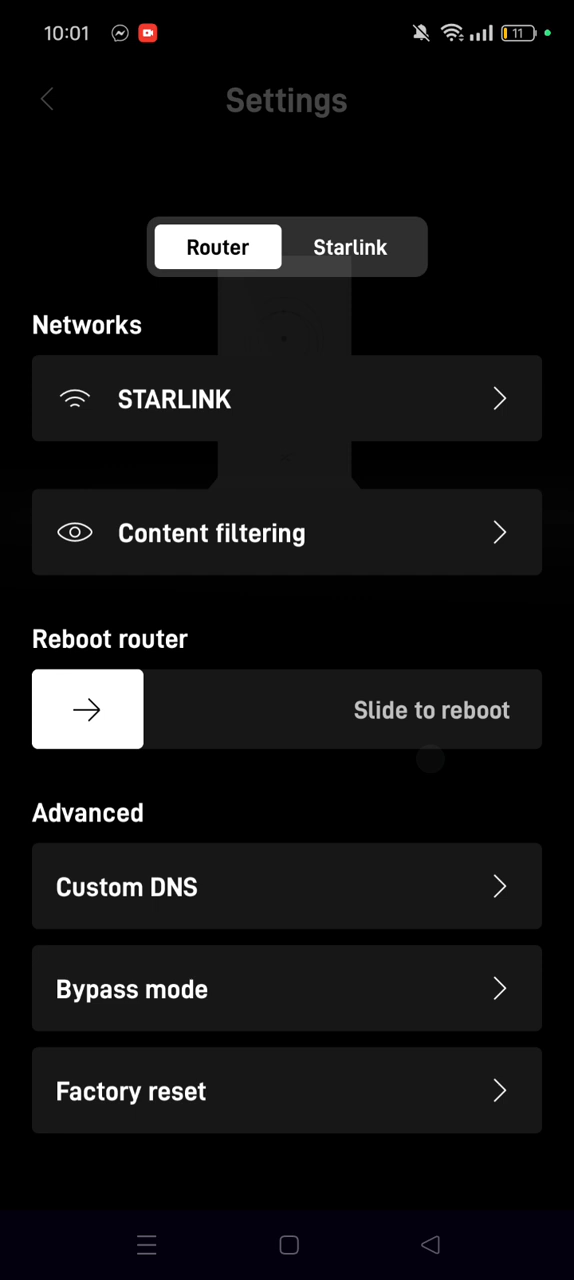 10:01
11
Settings
Router
Starlink
Networks
STARLINK
Content filtering
Reboot router
Slide to reboot
Advanced
Custom DNS
Bypass mode
Factory reset